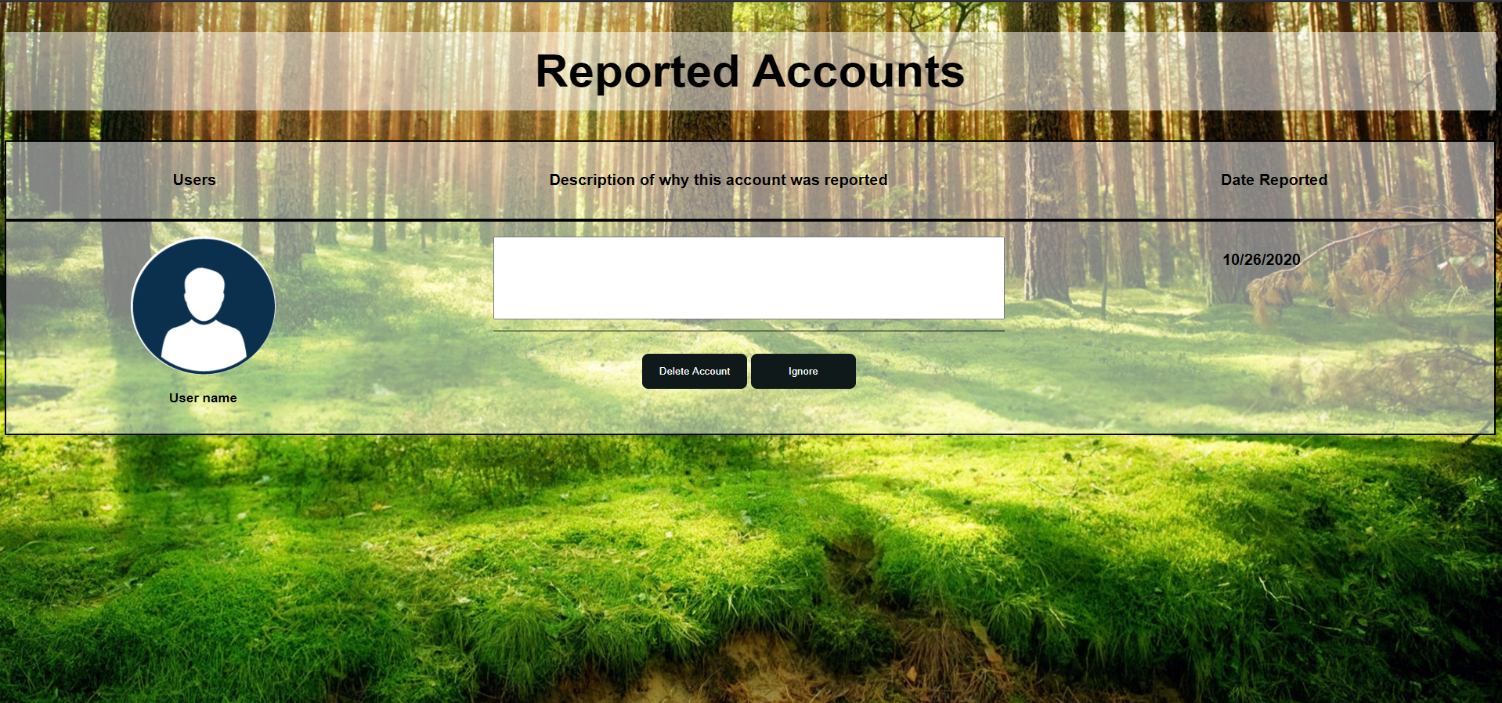 Reported Accounts
Users
Description of why this account was reported
Date Reported
10/26/2020
Delete Account
Ignore
User name